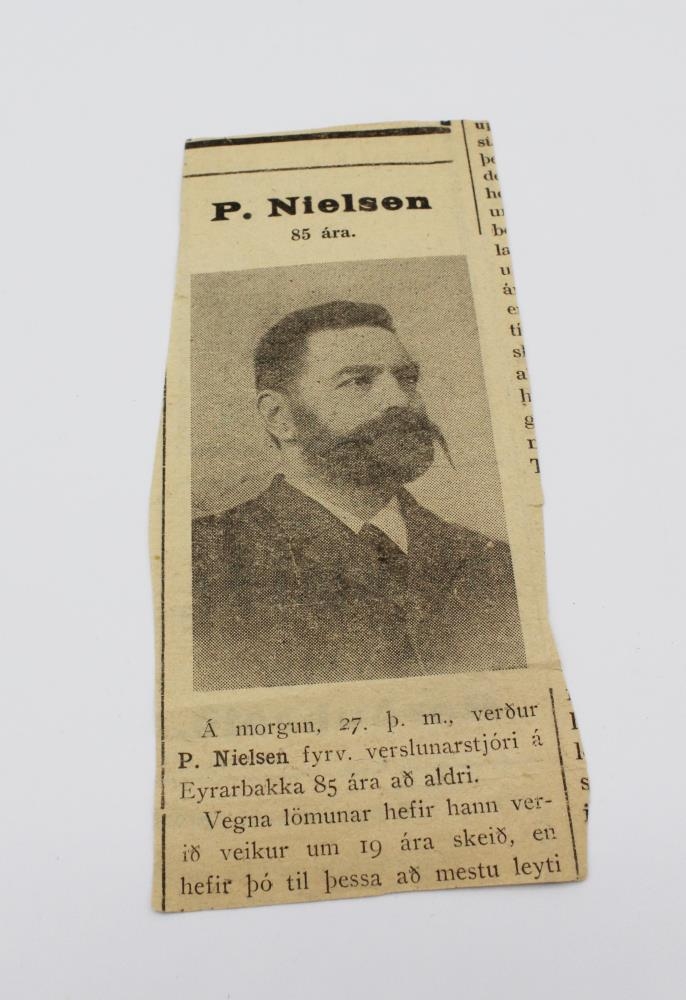 P. Nielsen
85 ára.
Á morgun, 27. þ. m., verður
P. Nielsen fyrv. verslunarstjóri á
Eyrarbakka 85 ára að aldri.
Vegna lömunar hefir hann ver-
ið veikur um 19 ára skeið, en
hefir þó til þessa að mestu leyti